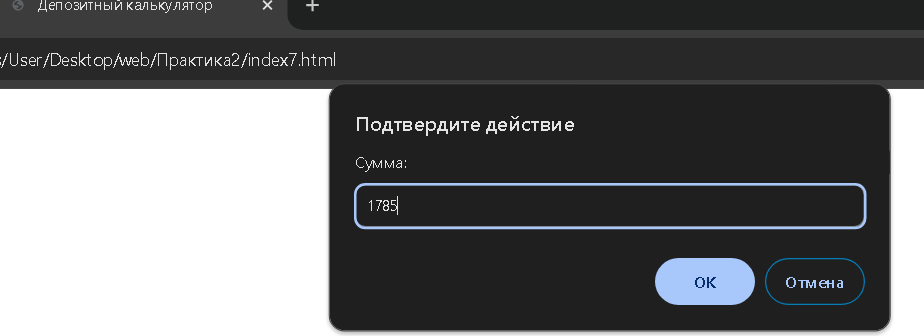 Депозитный калькулятор
/User/Desktop/web/Практика2/index7.html
Подтвердите действие
Сумма:
1785
OK
Отмена